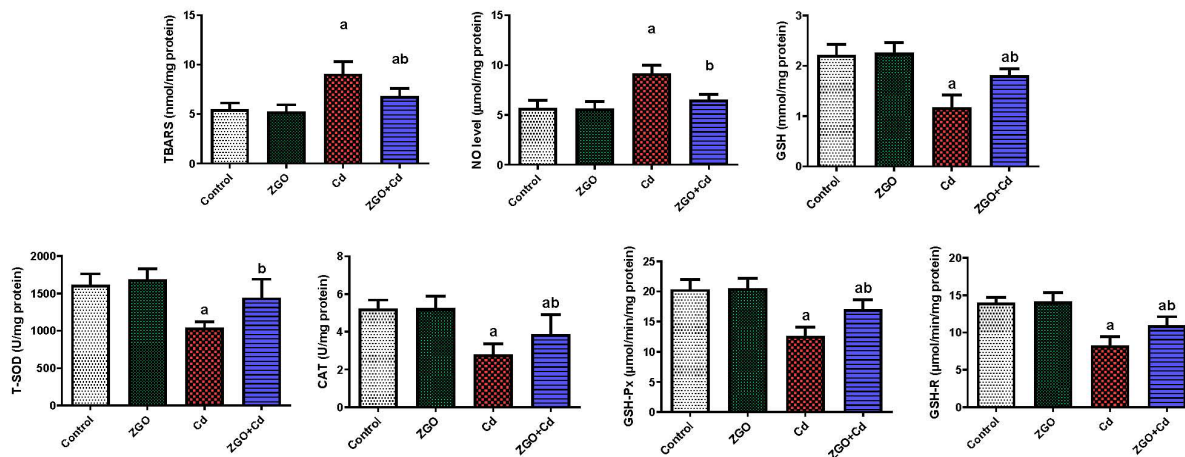 TBARS (nmol/mg protein)
15
10
5
0
a
ab
Control
ZGO
Cd
ZGO+Cd
NO level (µmol/mg protein)
15
10
5
0
a
b
Control
ZGO
Cd
ZGO+Cd
GSH (mmol/mg protein)
3
2
1
0
a
ab
Control
ZGO
Cd
ZGO+Cd
T-SOD (U/mg protein)
2000
1500
1000
500
0
a
b
Control
ZGO
Cd
ZGO+Cd
CAT (U/mg protein)
8
6
4
2
0
a
ab
Control
ZGO
Cd
ZGO+Cd
GSH-Px (µmol/min/mg protein)
25
20
15
10
5
0
a
ab
Control
ZGO
Cd
ZGO+Cd
GSH-R (µmol/min/mg protein)
20
15
10
5
0
a
ab
Control
ZGO
Cd
ZGO+Cd